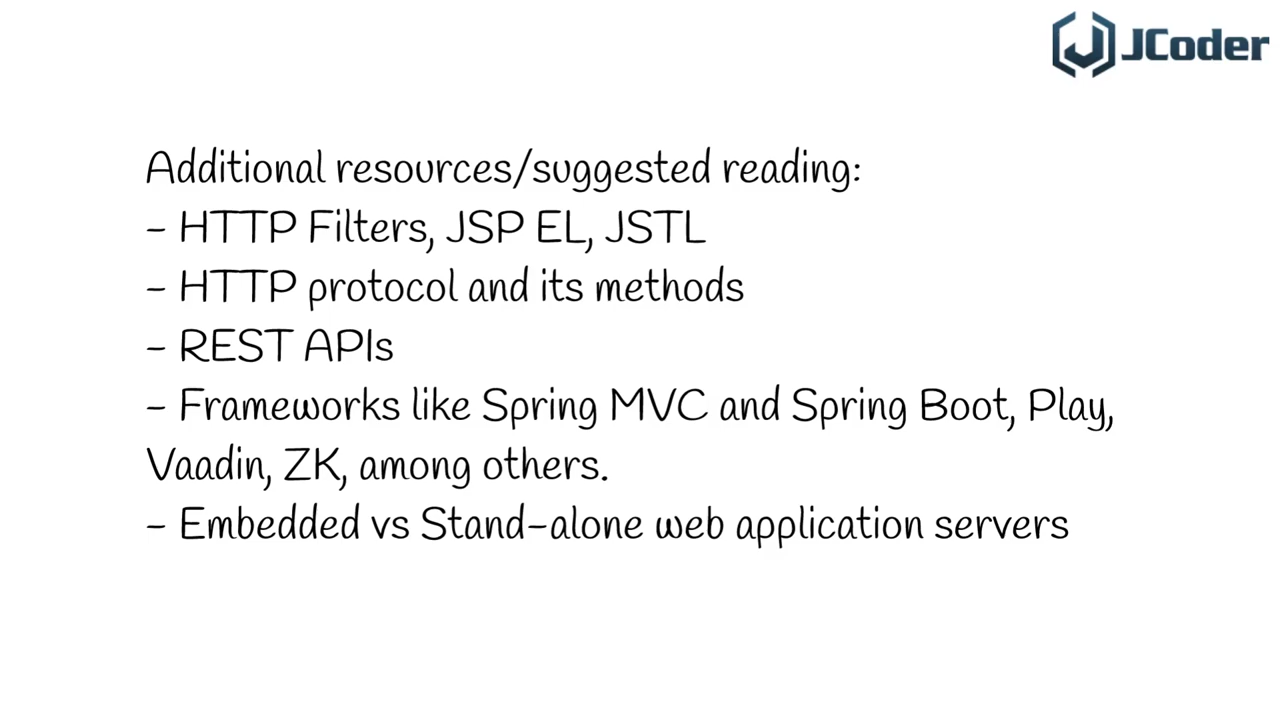 JCoder
Additional resources/suggested reading:
- HTTP Filters, JSP EL, JSTL
- HTTP protocol and its methods
- REST APIs
- Frameworks like Spring MVC and Spring Boot, Play,
Vaadin, ZK, among others.
- Embedded vs Stand-alone web application servers